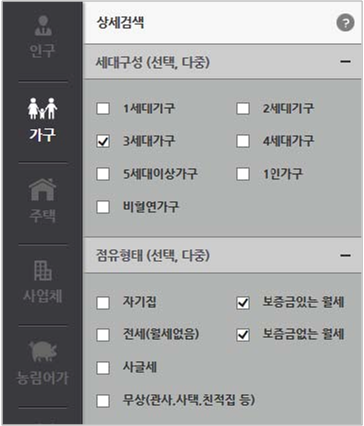 상세검색 ?
인구
세대구성 (선택, 다중)
1세대가구 2세대가구
가구
3세대가구 4세대가구
5세대이상가구 1인가구
비혈연가구
주택
점유형태 (선택, 다중)
사업체
자기집 보증금있는 월세
전세(월세없음) 보증금없는 월세
농림어가
사글세
무상(관사,사택,친척집 등)